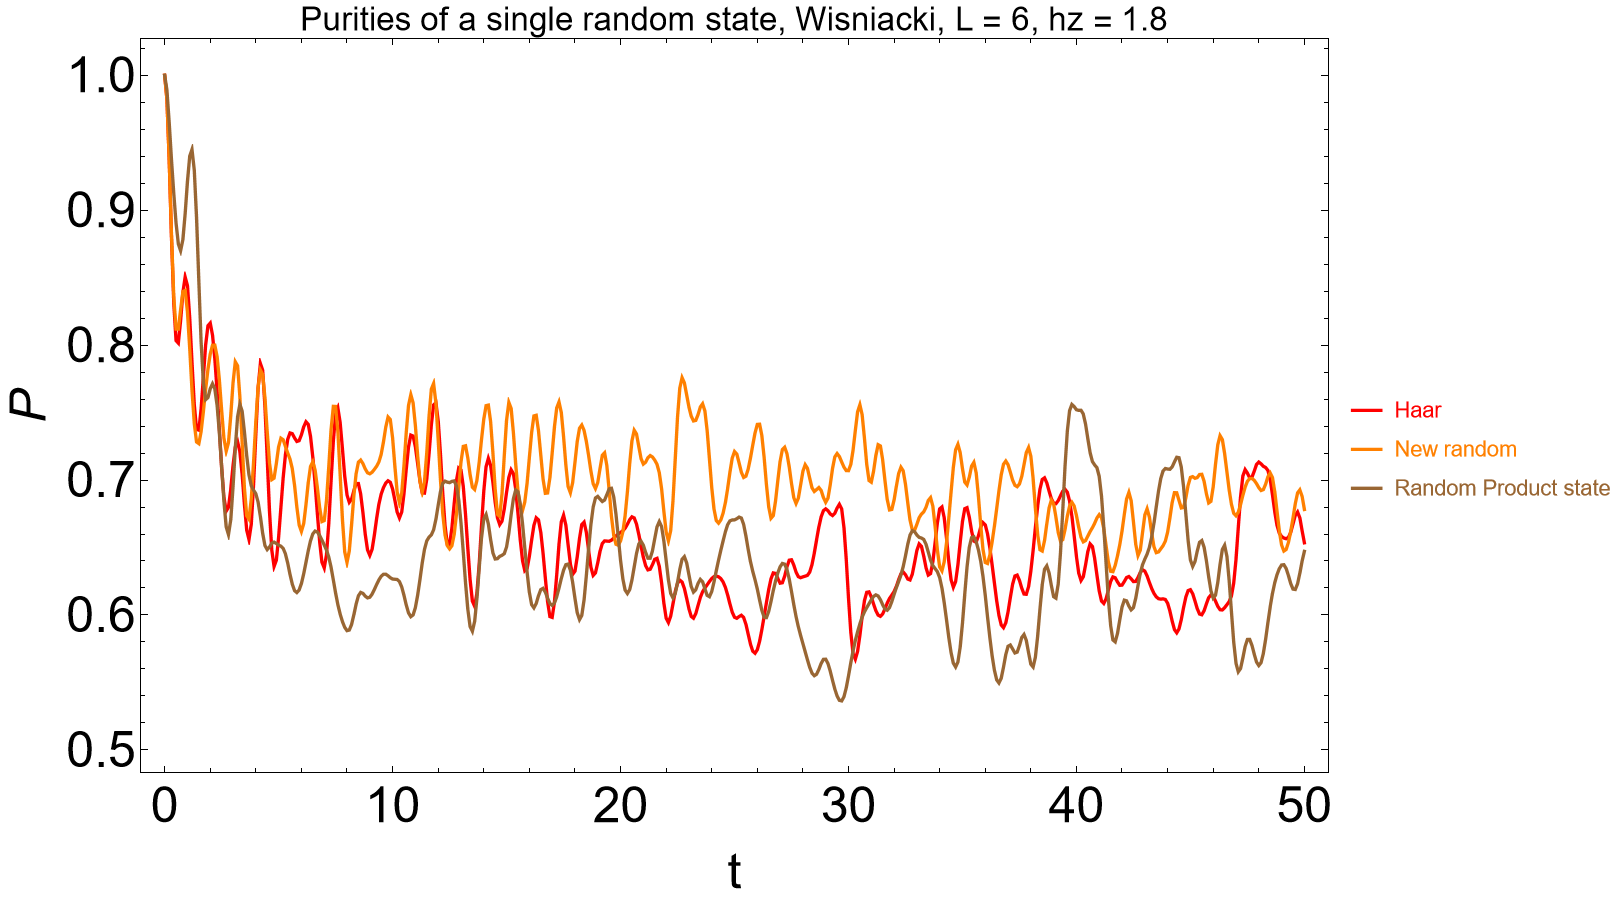 Purities of a single random state, Wisniacki, L = 6, hz = 1.8
1.0
0.9
0.8
0.7
0.6
0.5
P
0 10 20 30 40 50
t
Haar
New random
Random Product state